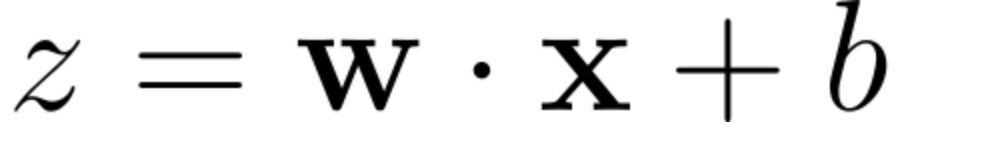 z = w · x + b